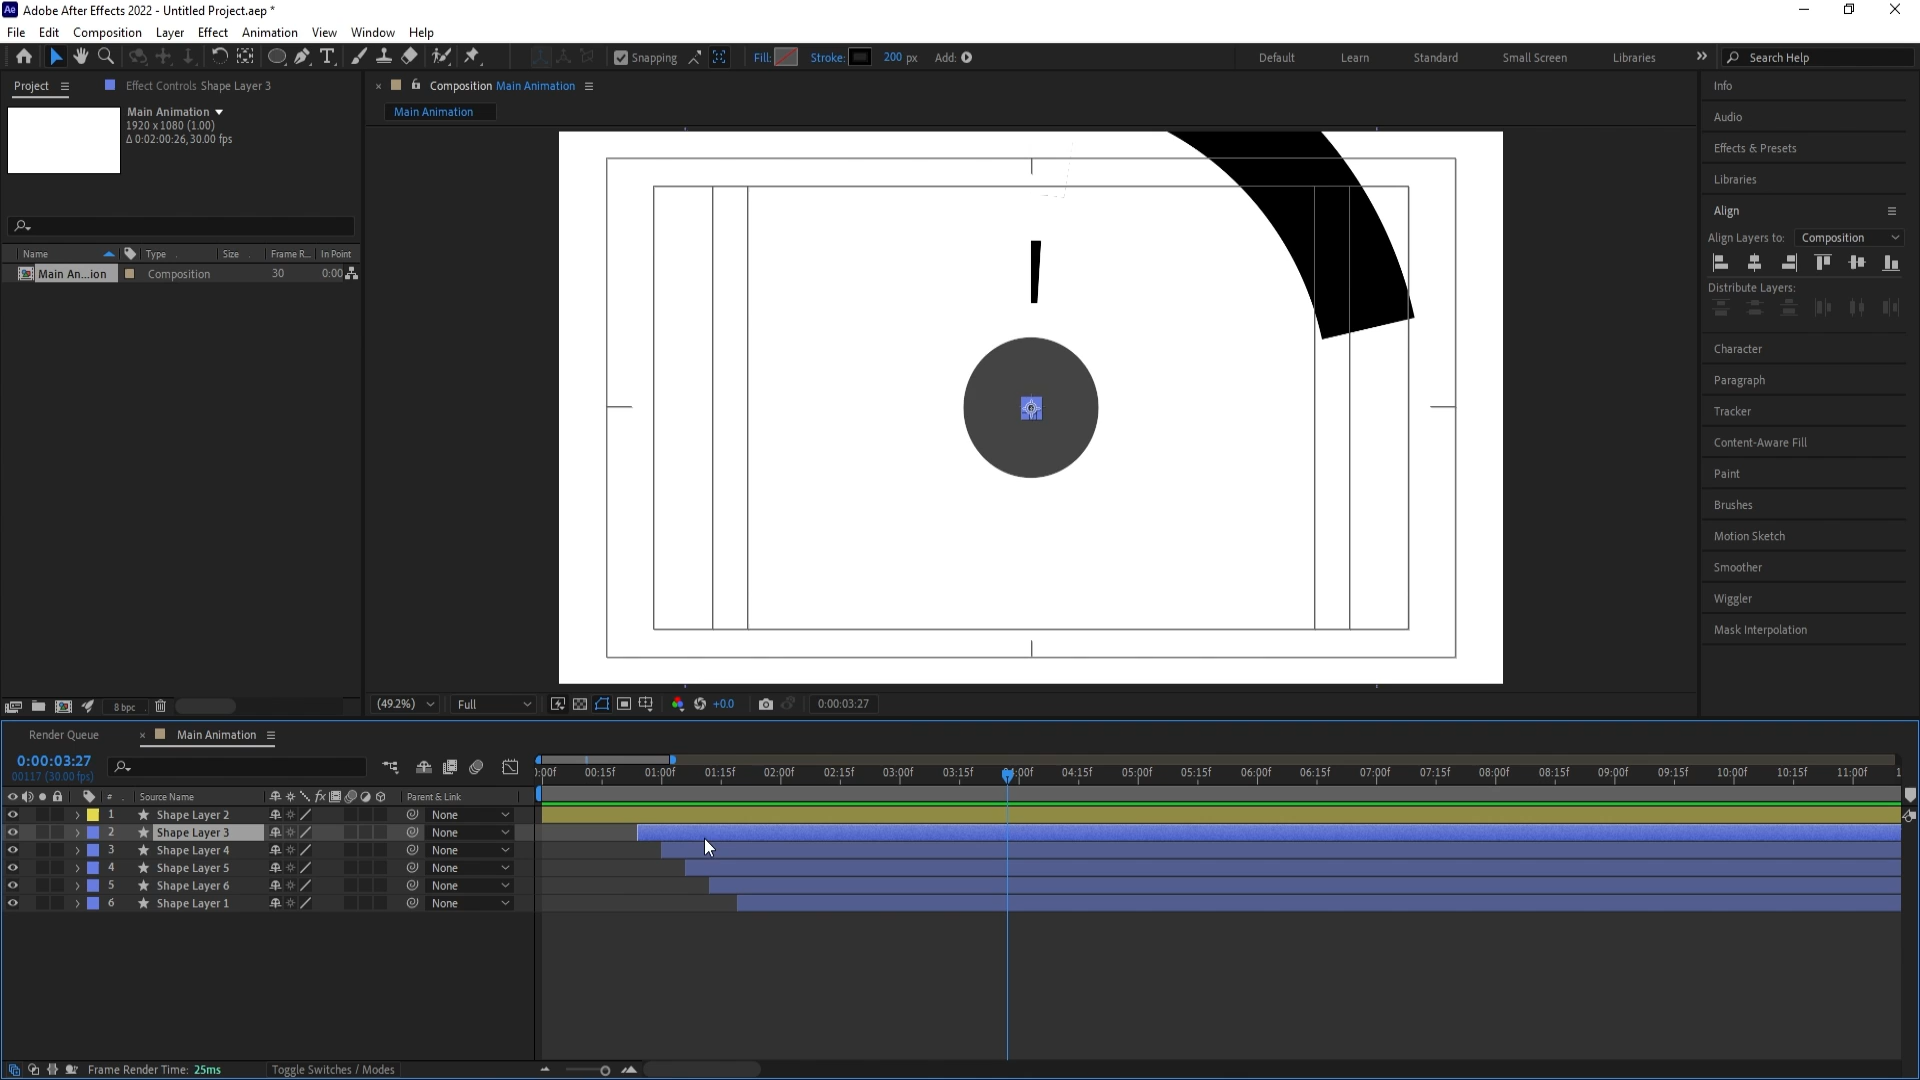 Adobe After Effects 2022 - Untitled Project.aep *
File Edit Composition Layer Effect Animation View Window Help
Snapping Fill: Stroke: 200 px Add: Default Learn Standard Small Screen Libraries Search Help
Project Effect Controls Shape Layer 3
Composition Main Animation
Main Animation
Main Animation
1920 x 1080 (1.00)
Δ 0:02:00:26, 30.00 fps
Name Type Size Frame R... In Point
Main An...ion Composition 30 0:00
Info
Audio
Effects & Presets
Libraries
Align
Align Layers to: Composition
Distribute Layers:
Character
Paragraph
Tracker
Content-Aware Fill
Paint
Brushes
Motion Sketch
Smoother
Wiggler
Mask Interpolation
8 bpc
(49.2%) Full +0.0 0:00:03:27
Render Queue Main Animation
0:00:03:27
00117 (30.00 fps)
# Source Name Parent & Link
):00f 00:15f 01:00f 01:15f 02:00f 02:15f 03:00f 03:15f 04:00f 04:15f 05:00f 05:15f 06:00f 06:15f 07:00f 07:15f 08:00f 08:15f 09:00f 09:15f 10:00f 10:15f 11:00f 1
1 Shape Layer 2 None
2 Shape Layer 3 None
3 Shape Layer 4 None
4 Shape Layer 5 None
5 Shape Layer 6 None
6 Shape Layer 1 None
Frame Render Time: 25ms Toggle Switches / Modes